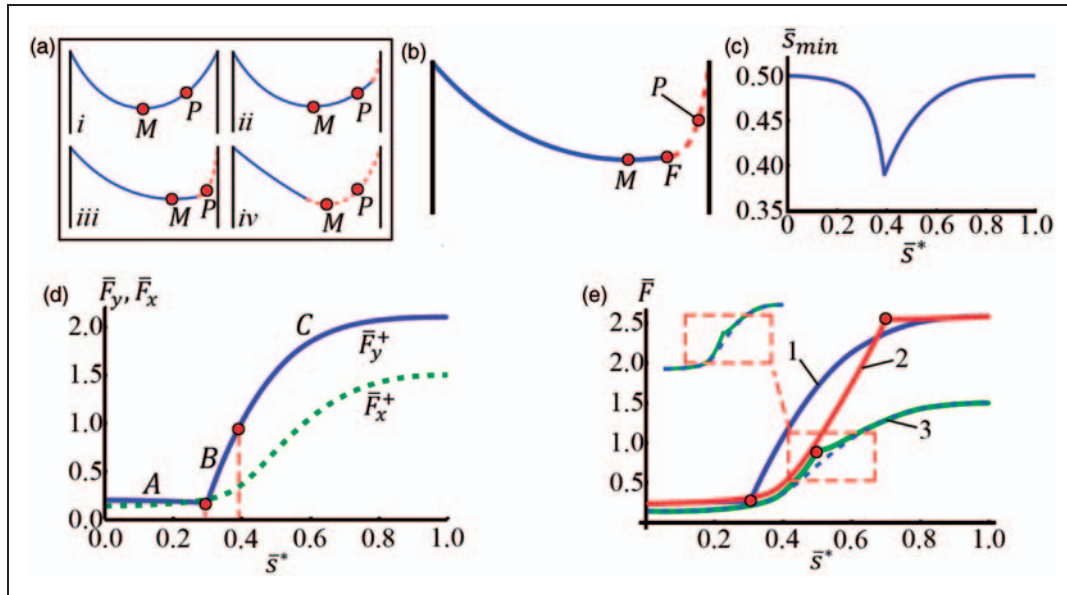 (a)
M
P
i
M
P
ii
M
P
iii
M
P
iv
(b)
P
M
F
(c)
s̄min
0.50
0.45
0.40
0.35
0 0.2 0.4 0.6 0.8 1.0
s̄*
(d)
F̄y, F̄x
2.0
1.5
1.0
0.5
0.0
A
B
C
F̄y+
F̄x+
0.0 0.2 0.4 0.6 0.8 1.0
s̄*
(e)
F̄
2.5
2.0
1.5
1.0
0.5
1
2
3
0.2 0.4 0.6 0.8 1.0
s̄*